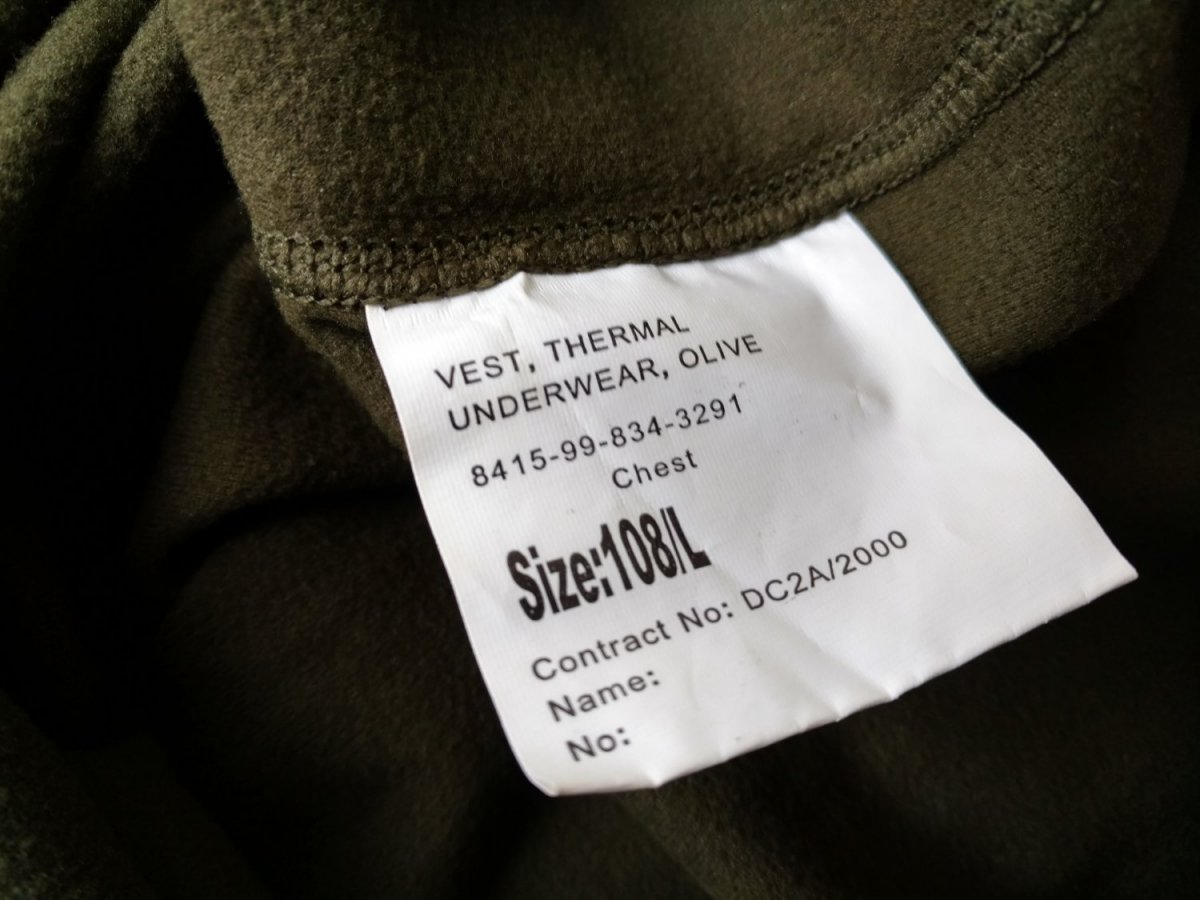 VEST, THERMAL
UNDERWEAR, OLIVE
8415-99-834-3291
Chest
Size:108/L
Contract No: DC2A/2000
Name:
No: